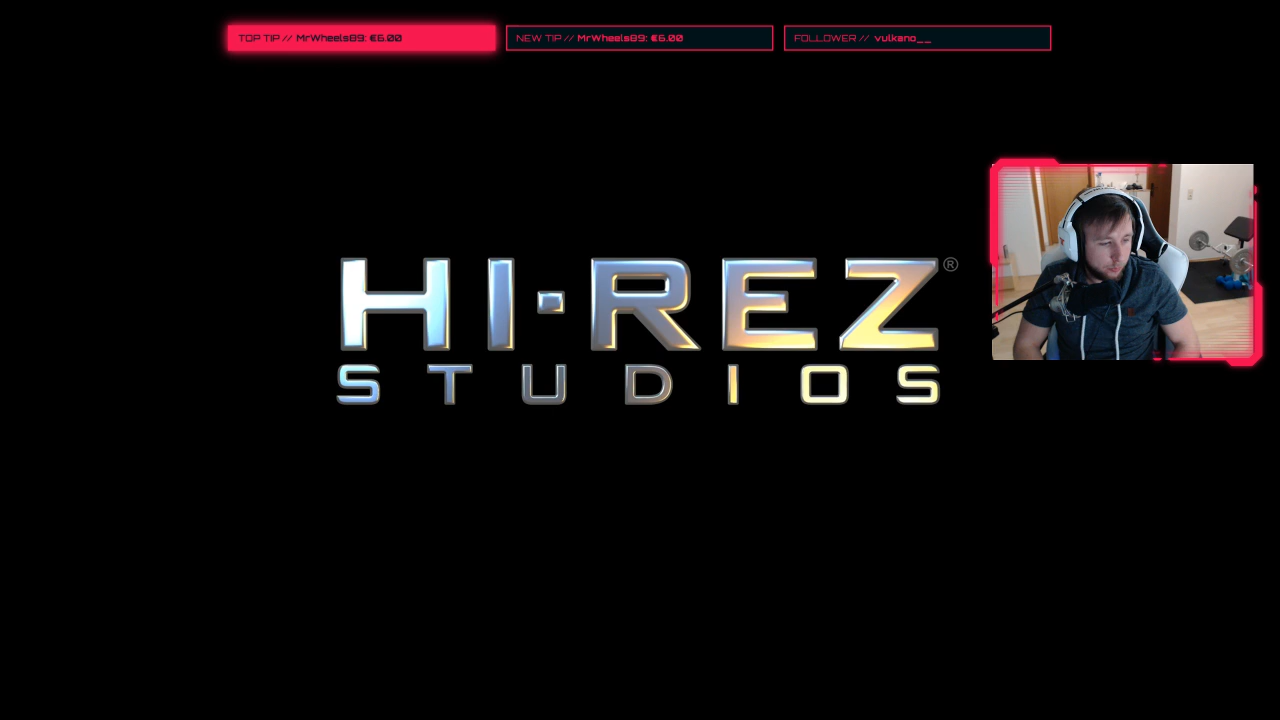 TOP TIP // MrWheels89: €6.00
NEW TIP // MrWheels89: €6.00
FOLLOWER // vulkano__
HI·REZ®
STUDIOS